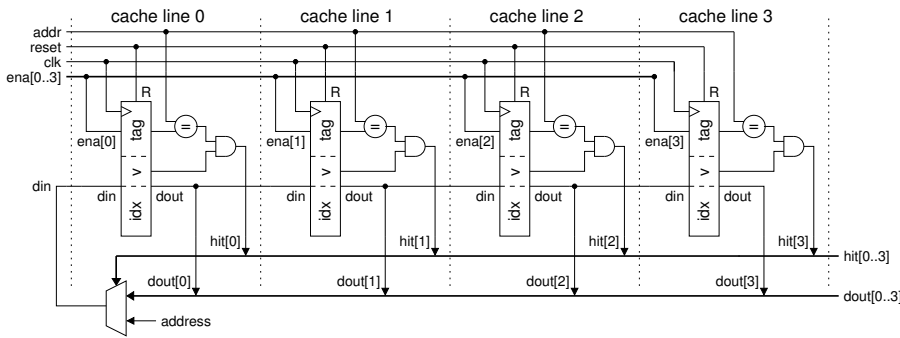 cache line 0 cache line 1 cache line 2 cache line 3
addr
reset
clk
ena[0..3]
R R R R
tag = tag = tag = tag =
ena[0] ena[1] ena[2] ena[3]
v v v v
din
din dout din dout din dout din dout
idx idx idx idx
hit[0] hit[1] hit[2] hit[3]
hit[0..3]
dout[0] dout[1] dout[2] dout[3]
dout[0..3]
address